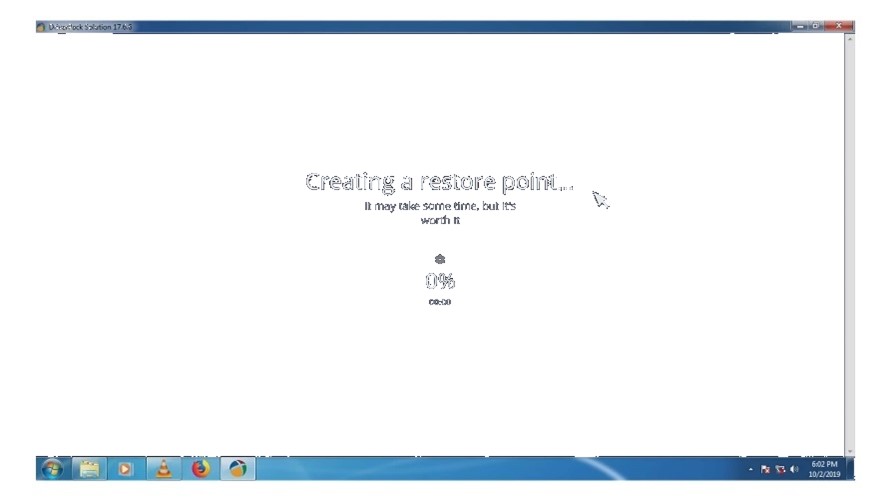 DriverPack Solution 17.6.3
Creating a restore point...
It may take some time, but it's
worth it
0%
00:00
6:02 PM
10/2/2019